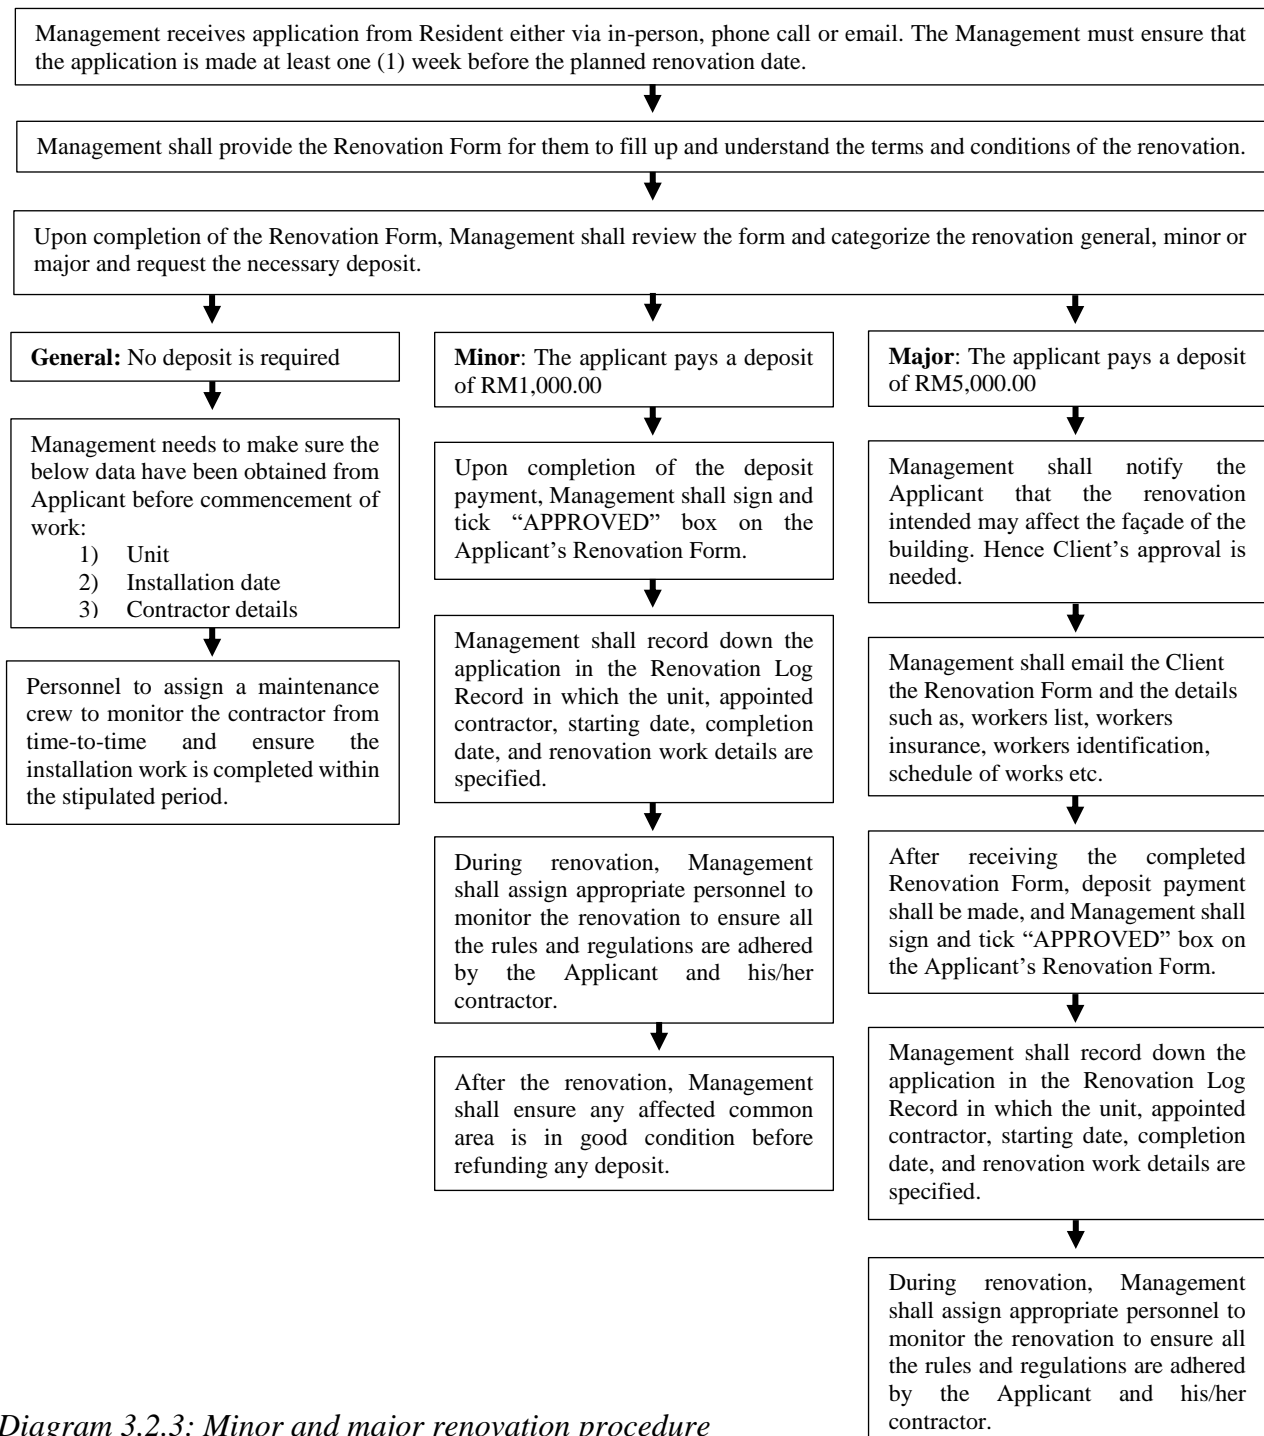 Management receives application from Resident either via in-person, phone call or email. The Management must ensure that
the application is made at least one (1) week before the planned renovation date.
Management shall provide the Renovation Form for them to fill up and understand the terms and conditions of the renovation.
Upon completion of the Renovation Form, Management shall review the form and categorize the renovation general, minor or
major and request the necessary deposit.
General: No deposit is required
Management needs to make sure the
below data have been obtained from
Applicant before commencement of
work:
1) Unit
2) Installation date
3) Contractor details
Personnel to assign a maintenance
crew to monitor the contractor from
time-to-time and ensure the
installation work is completed within
the stipulated period.
Minor: The applicant pays a deposit
of RM1,000.00
Upon completion of the deposit
payment, Management shall sign and
tick “APPROVED” box on the
Applicant’s Renovation Form.
Management shall record down the
application in the Renovation Log
Record in which the unit, appointed
contractor, starting date, completion
date, and renovation work details are
specified.
During renovation, Management
shall assign appropriate personnel to
monitor the renovation to ensure all
the rules and regulations are adhered
by the Applicant and his/her
contractor.
After the renovation, Management
shall ensure any affected common
area is in good condition before
refunding any deposit.
Major: The applicant pays a deposit
of RM5,000.00
Management shall notify the
Applicant that the renovation
intended may affect the façade of the
building. Hence Client’s approval is
needed.
Management shall email the Client
the Renovation Form and the details
such as, workers list, workers
insurance, workers identification,
schedule of works etc.
After receiving the completed
Renovation Form, deposit payment
shall be made, and Management shall
sign and tick “APPROVED” box on
the Applicant’s Renovation Form.
Management shall record down the
application in the Renovation Log
Record in which the unit, appointed
contractor, starting date, completion
date, and renovation work details are
specified.
During renovation, Management
shall assign appropriate personnel to
monitor the renovation to ensure all
the rules and regulations are adhered
by the Applicant and his/her
contractor.
Diagram 3.2.3: Minor and major renovation procedure